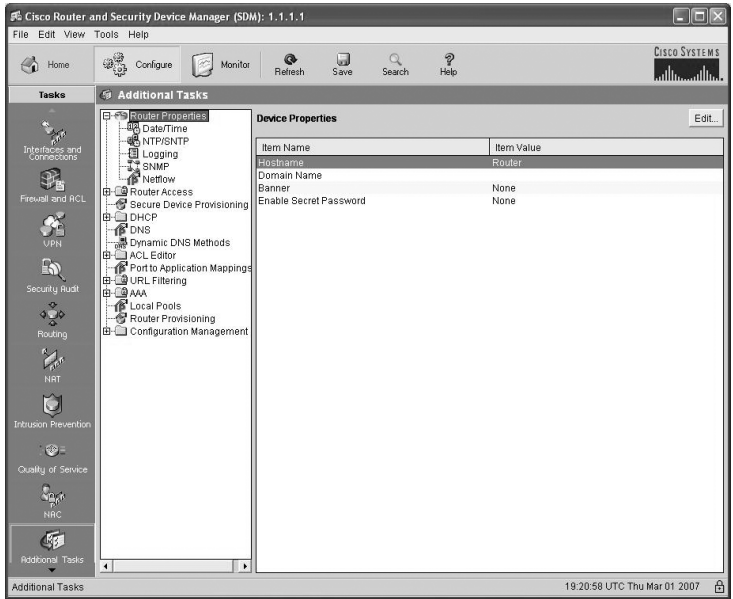 Cisco Router and Security Device Manager (SDM): 1.1.1.1
File Edit View Tools Help
Home Configure Monitor Refresh Save Search Help
CISCO SYSTEMS
Tasks
Additional Tasks
Interfaces and Connections
Firewall and ACL
VPN
Security Audit
Routing
NAT
Intrusion Prevention
Quality of Service
NAC
Additional Tasks
Router Properties
Date/Time
NTP/SNTP
Logging
SNMP
Netflow
Router Access
Secure Device Provisioning
DHCP
DNS
Dynamic DNS Methods
ACL Editor
Port to Application Mappings
URL Filtering
AAA
Local Pools
Router Provisioning
Configuration Management
Device Properties
Edit...
Item Name Item Value
Hostname Router
Domain Name
Banner None
Enable Secret Password None
Additional Tasks
19:20:58 UTC Thu Mar 01 2007